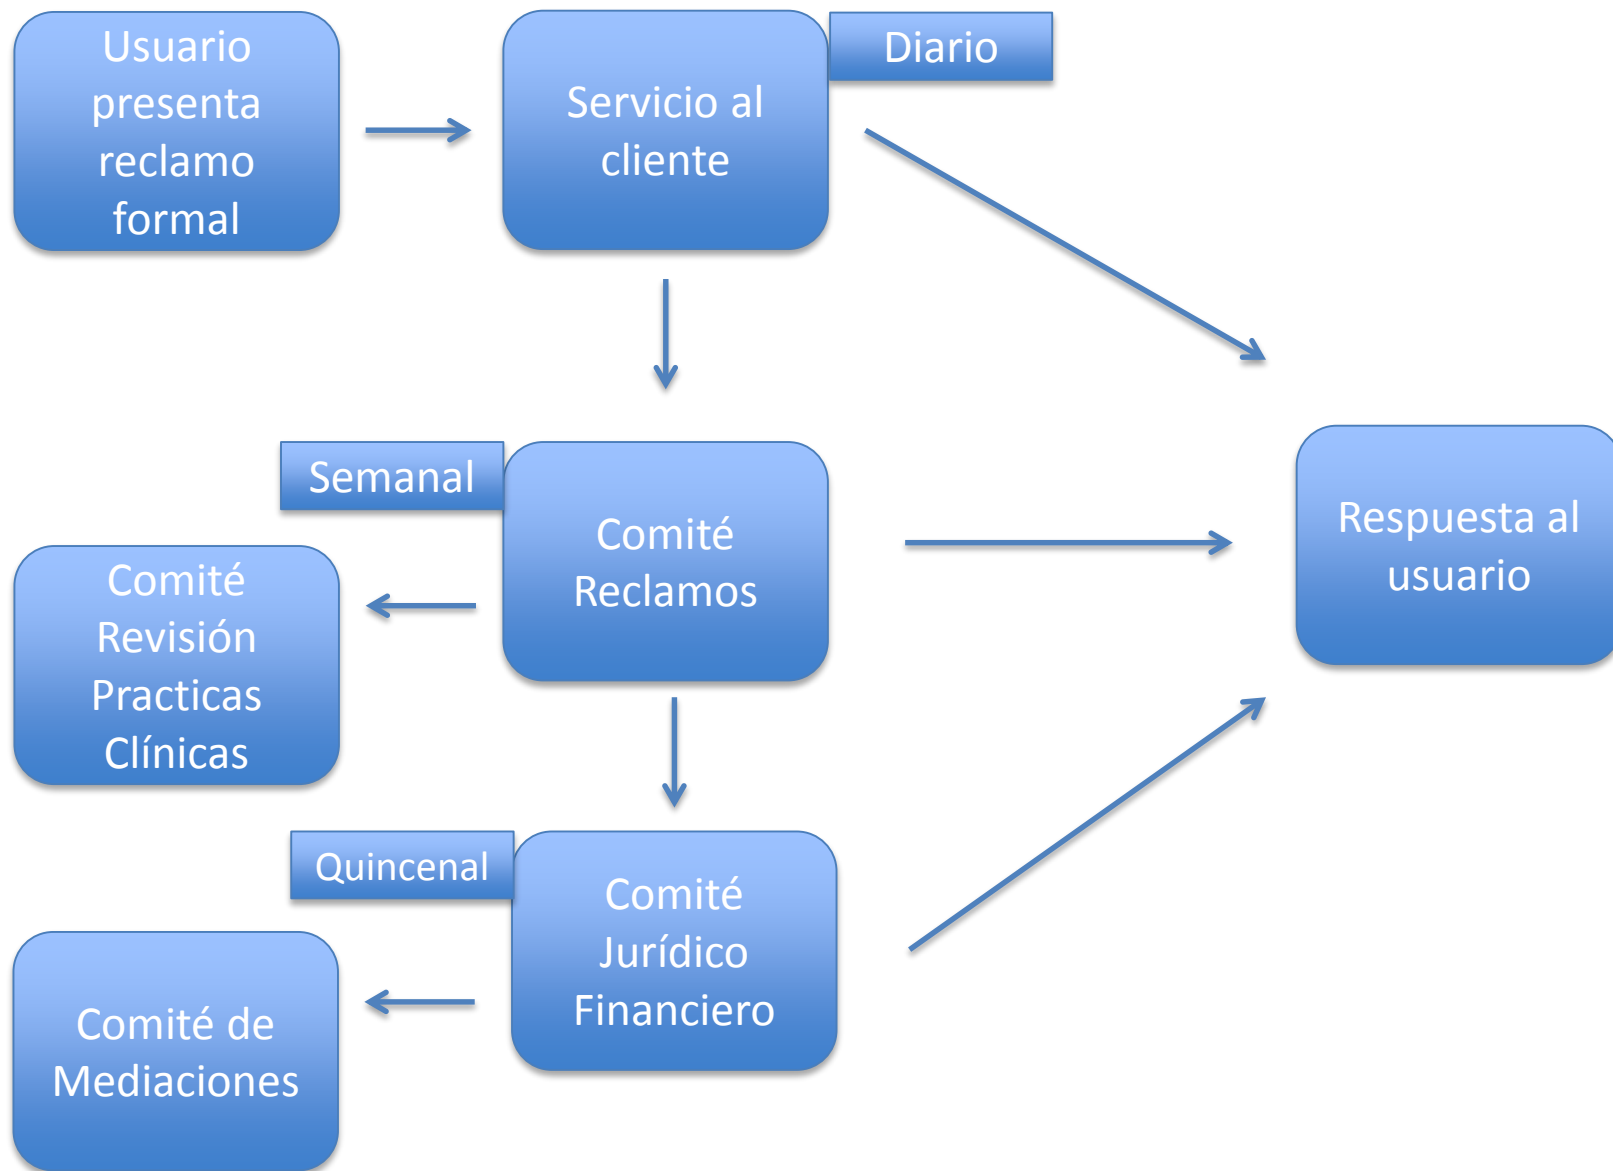 Usuario
presenta
reclamo
formal
Servicio al
cliente
Diario
Semanal
Comité
Reclamos
Respuesta al
usuario
Comité
Revisión
Practicas
Clínicas
Quincenal
Comité
Jurídico
Financiero
Comité de
Mediaciones